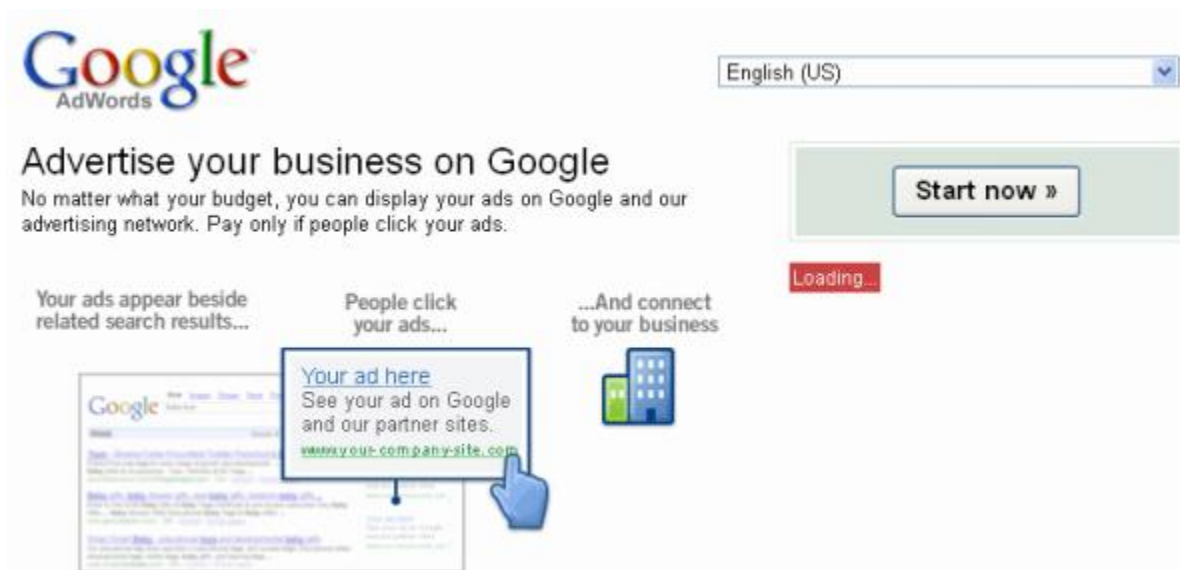 Google
AdWords
English (US)
Advertise your business on Google
No matter what your budget, you can display your ads on Google and our
advertising network. Pay only if people click your ads.
Start now »
Loading...
Your ads appear beside
related search results...
People click
your ads...
...And connect
to your business
Your ad here
See your ad on Google
and our partner sites.
www.your-company-site.com
Google